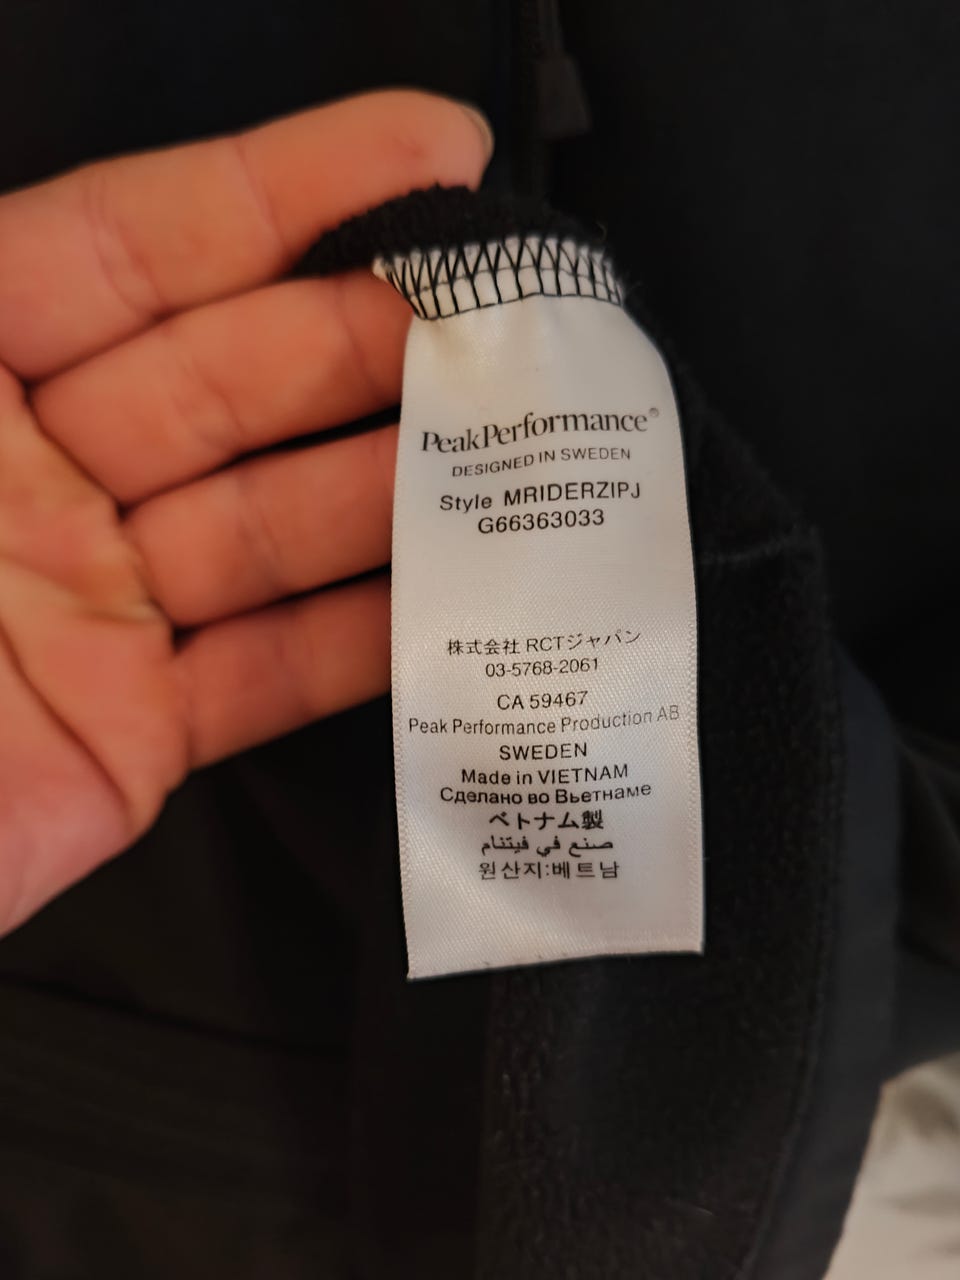 PeakPerformance®
DESIGNED IN SWEDEN
Style MRIDERZIPJ
G66363033
株式会社 RCTジャパン
03-5768-2061
CA 59467
Peak Performance Production AB
SWEDEN
Made in VIETNAM
Сделано во Вьетнаме
ベトナム製
صنع في فيتنام
원산지:베트남